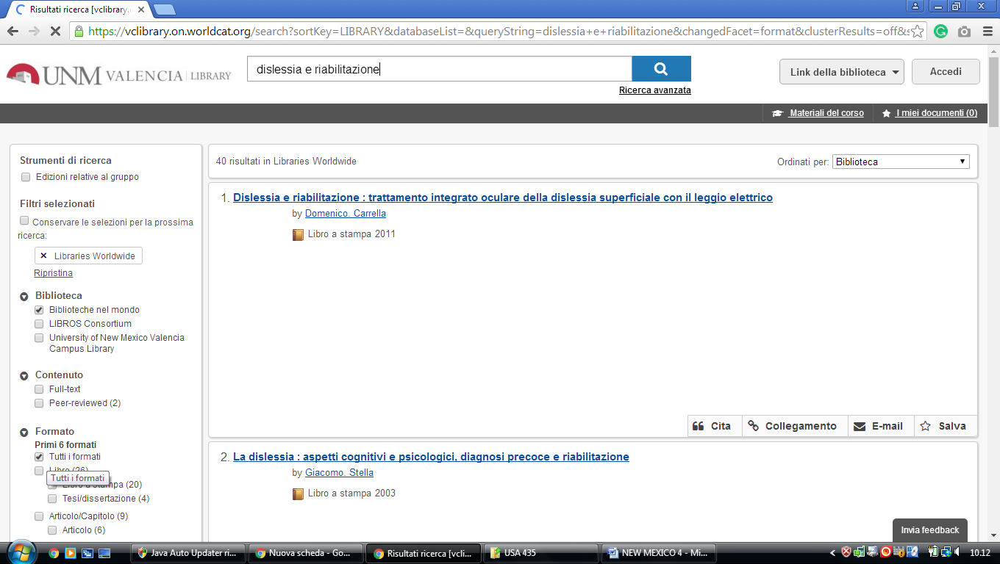 Risultati ricerca [vclibrary.
https://vclibrary.on.worldcat.org/search?sortKey=LIBRARY&databaseList=&queryString=dislessia+e+riabilitazione&changedFacet=format&clusterResults=off&
UNM VALENCIA | LIBRARY
dislessia e riabilitazione
Ricerca avanzata
Link della biblioteca
Accedi
Materiali del corso
I miei documenti (0)
Strumenti di ricerca
Edizioni relative al gruppo
Filtri selezionati
Conservare le selezioni per la prossima
ricerca:
Libraries Worldwide
Ripristina
Biblioteca
Biblioteche nel mondo
LIBROS Consortium
University of New Mexico Valencia
Campus Library
Contenuto
Full-text
Peer-reviewed (2)
Formato
Primi 6 formati
Tutti i formati
Libro (26)
Tutti i formati
Libro a stampa (20)
Tesi/dissertazione (4)
Articolo/Capitolo (9)
Articolo (6)
40 risultati in Libraries Worldwide
Ordinati per: Biblioteca
1. Dislessia e riabilitazione : trattamento integrato oculare della dislessia superficiale con il leggio elettrico
by Domenico. Carrella
Libro a stampa 2011
Cita
Collegamento
E-mail
Salva
2. La dislessia : aspetti cognitivi e psicologici, diagnosi precoce e riabilitazione
by Giacomo. Stella
Libro a stampa 2003
Invia feedback
Java Auto Updater ri...
Nuova scheda - Go...
Risultati ricerca [vcli...
USA 435
NEW MEXICO 4 - Mi...
10.12